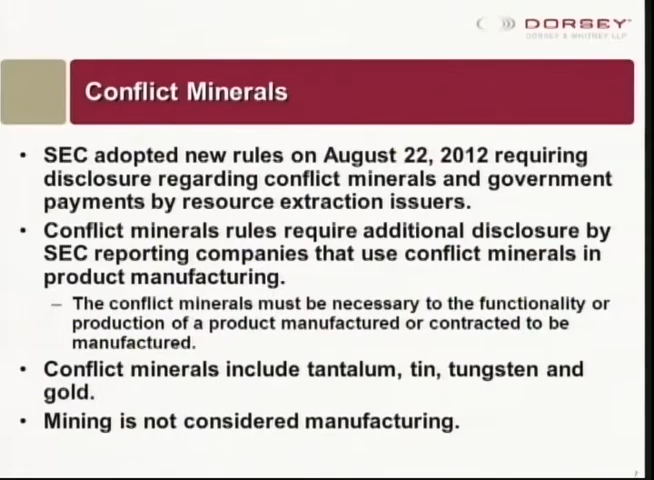 DORSEY
DORSEY & WHITNEY LLP
Conflict Minerals
• SEC adopted new rules on August 22, 2012 requiring
disclosure regarding conflict minerals and government
payments by resource extraction issuers.
• Conflict minerals rules require additional disclosure by
SEC reporting companies that use conflict minerals in
product manufacturing.
– The conflict minerals must be necessary to the functionality or
production of a product manufactured or contracted to be
manufactured.
• Conflict minerals include tantalum, tin, tungsten and
gold.
• Mining is not considered manufacturing.